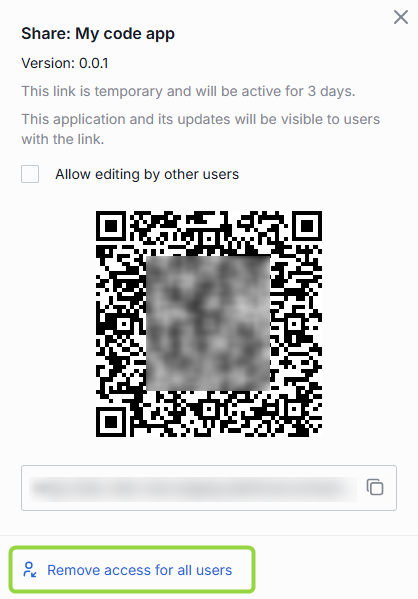 Share: My code app
Version: 0.0.1
This link is temporary and will be active for 3 days.
This application and its updates will be visible to users
with the link.
Allow editing by other users
Remove access for all users